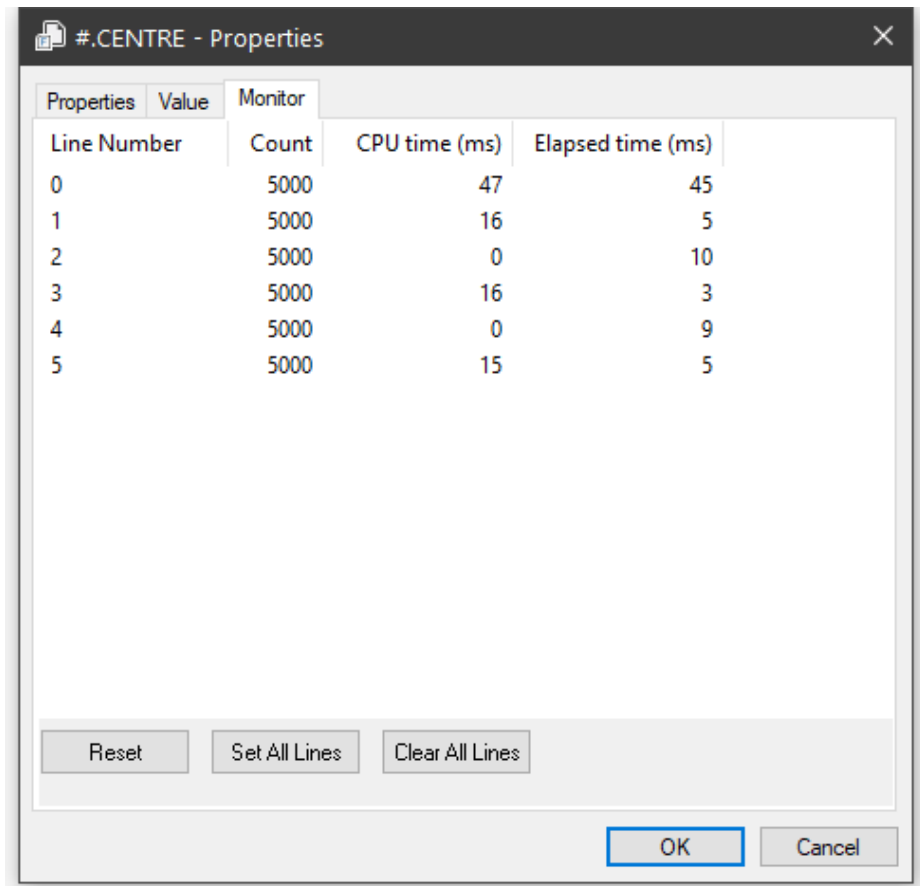 #.CENTRE - Properties
Properties Value Monitor
Line Number Count CPU time (ms) Elapsed time (ms)
0 5000 47 45
1 5000 16 5
2 5000 0 10
3 5000 16 3
4 5000 0 9
5 5000 15 5
Reset Set All Lines Clear All Lines
OK Cancel